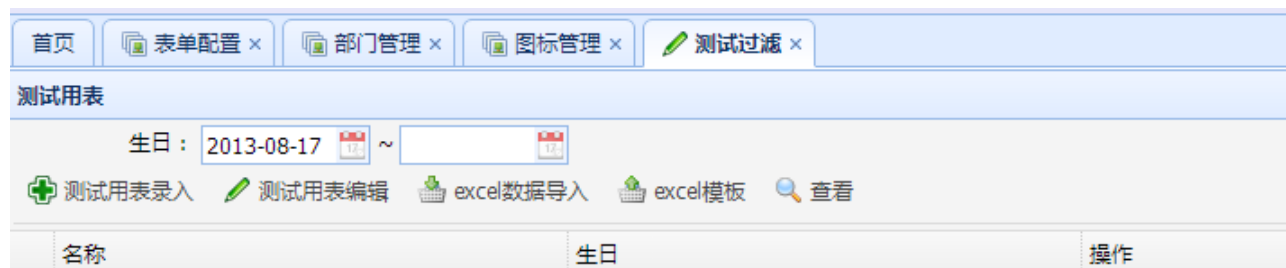 首页 表单配置 × 部门管理 × 图标管理 × 测试过滤 ×
测试用表
生日： 2013-08-17 ~
测试用表录入 测试用表编辑 excel数据导入 excel模板 查看
名称 生日 操作